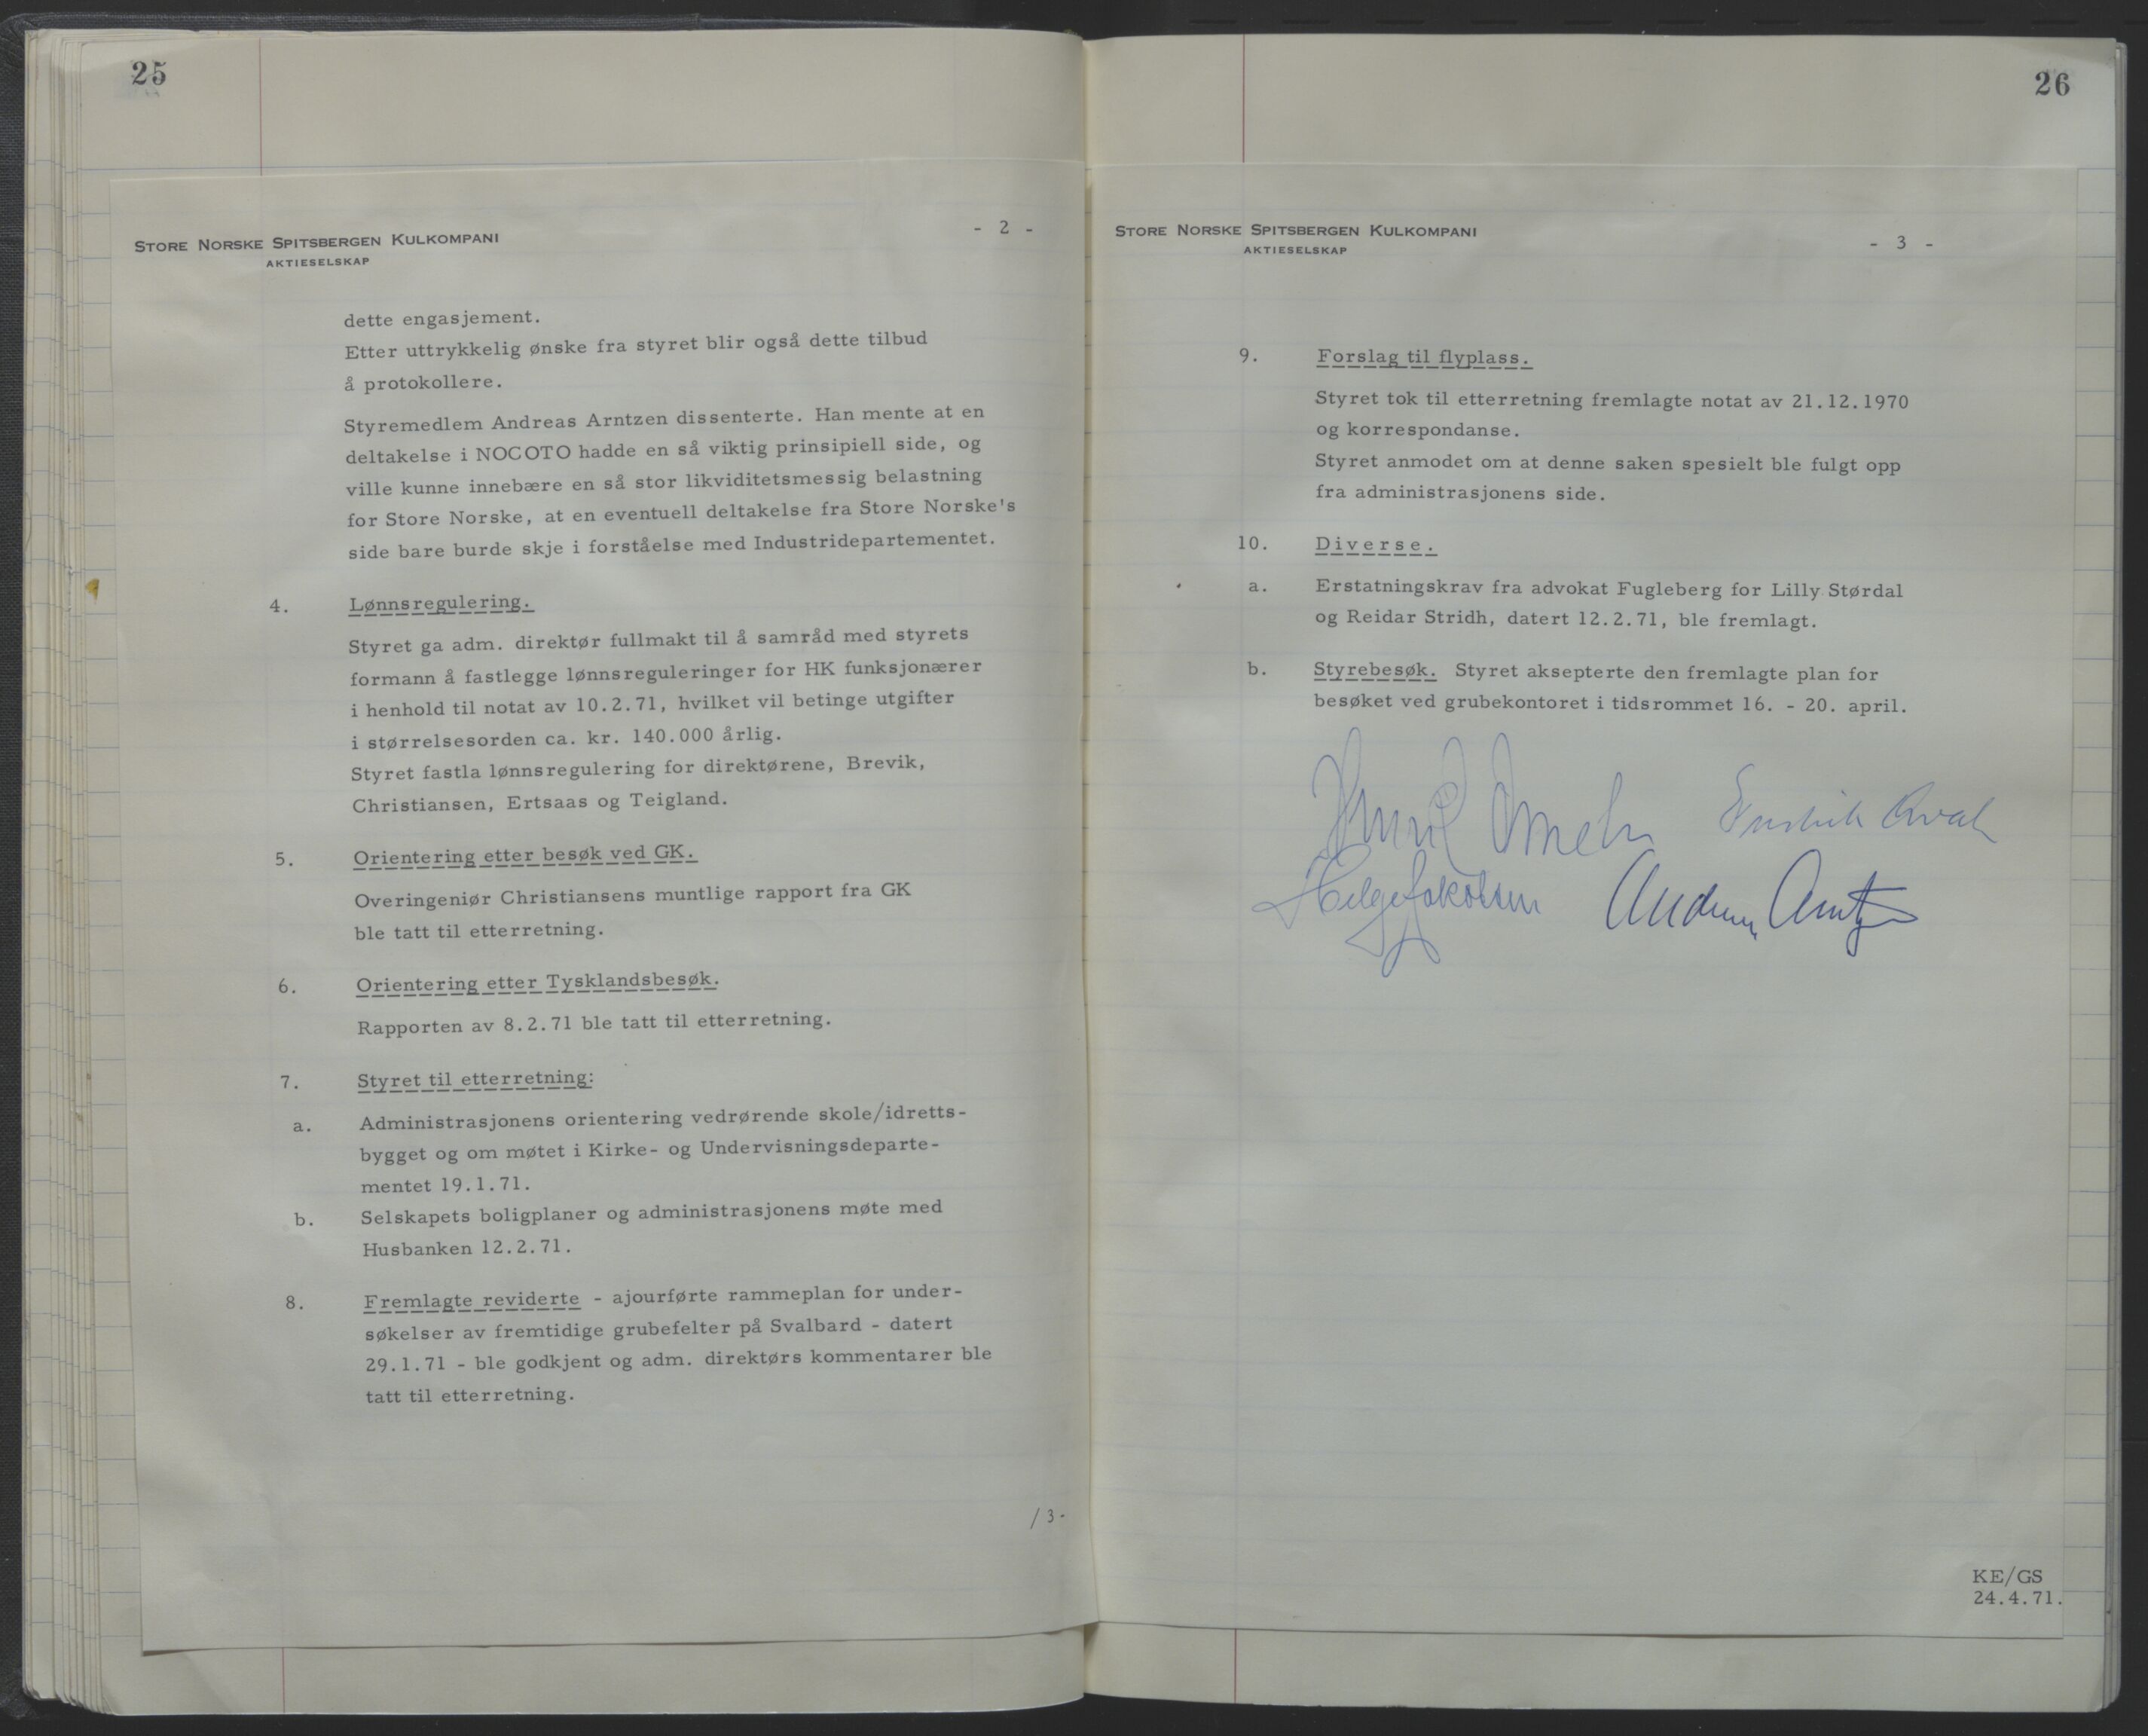 25
STORE NORSKE SPITSBERGEN KULKOMPANI
AKTIESELSKAP
- 2 -
dette engasjement.
Etter uttrykkelig ønske fra styret blir også dette tilbud
å protokollere.
Styremedlem Andreas Arntzen dissenterte. Han mente at en
deltakelse i NOCOTO hadde en så viktig prinsipiell side, og
ville kunne innebære en så stor likviditetsmessig belastning
for Store Norske, at en eventuell deltakelse fra Store Norske's
side bare burde skje i forståelse med Industridepartementet.
4. Lønnsregulering.
Styret ga adm. direktør fullmakt til å samråd med styrets
formann å fastlegge lønnsreguleringer for HK funksjonærer
i henhold til notat av 10.2.71, hvilket vil betinge utgifter
i størrelsesorden ca. kr. 140.000 årlig.
Styret fastla lønnsregulering for direktørene, Brevik,
Christiansen, Ertsaas og Teigland.
5. Orientering etter besøk ved GK.
Overingeniør Christiansens muntlige rapport fra GK
ble tatt til etterretning.
6. Orientering etter Tysklandsbesøk.
Rapporten av 8.2.71 ble tatt til etterretning.
7. Styret til etterretning:
a. Administrasjonens orientering vedrørende skole/idretts-
bygget og om møtet i Kirke- og Undervisningsdeparte-
mentet 19.1.71.
b. Selskapets boligplaner og administrasjonens møte med
Husbanken 12.2.71.
8. Fremlagte reviderte - ajourførte rammeplan for under-
søkelser av fremtidige grubefelter på Svalbard - datert
29.1.71 - ble godkjent og adm. direktørs kommentarer ble
tatt til etterretning.
/3-
26
STORE NORSKE SPITSBERGEN KULKOMPANI
AKTIESELSKAP
- 3 -
9. Forslag til flyplass.
Styret tok til etterretning fremlagte notat av 21.12.1970
og korrespondanse.
Styret anmodet om at denne saken spesielt ble fulgt opp
fra administrasjonens side.
10. Diverse.
a. Erstatningskrav fra advokat Fugleberg for Lilly Størdal
og Reidar Stridh, datert 12.2.71, ble fremlagt.
b. Styrebesøk. Styret aksepterte den fremlagte plan for
besøket ved grubekontoret i tidsrommet 16. - 20. april.
Helge Jakobsen Andreas Arntzen
KE/GS
24.4.71.